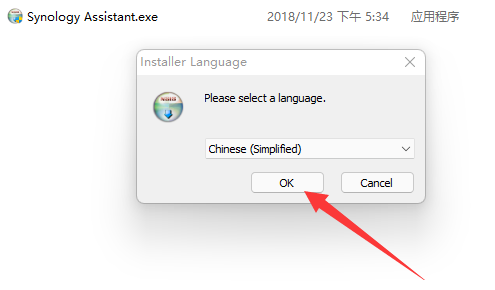 Synology Assistant.exe 2018/11/23 下午 5:34 应用程序
Installer Language
Please select a language.
Chinese (Simplified)
OK Cancel